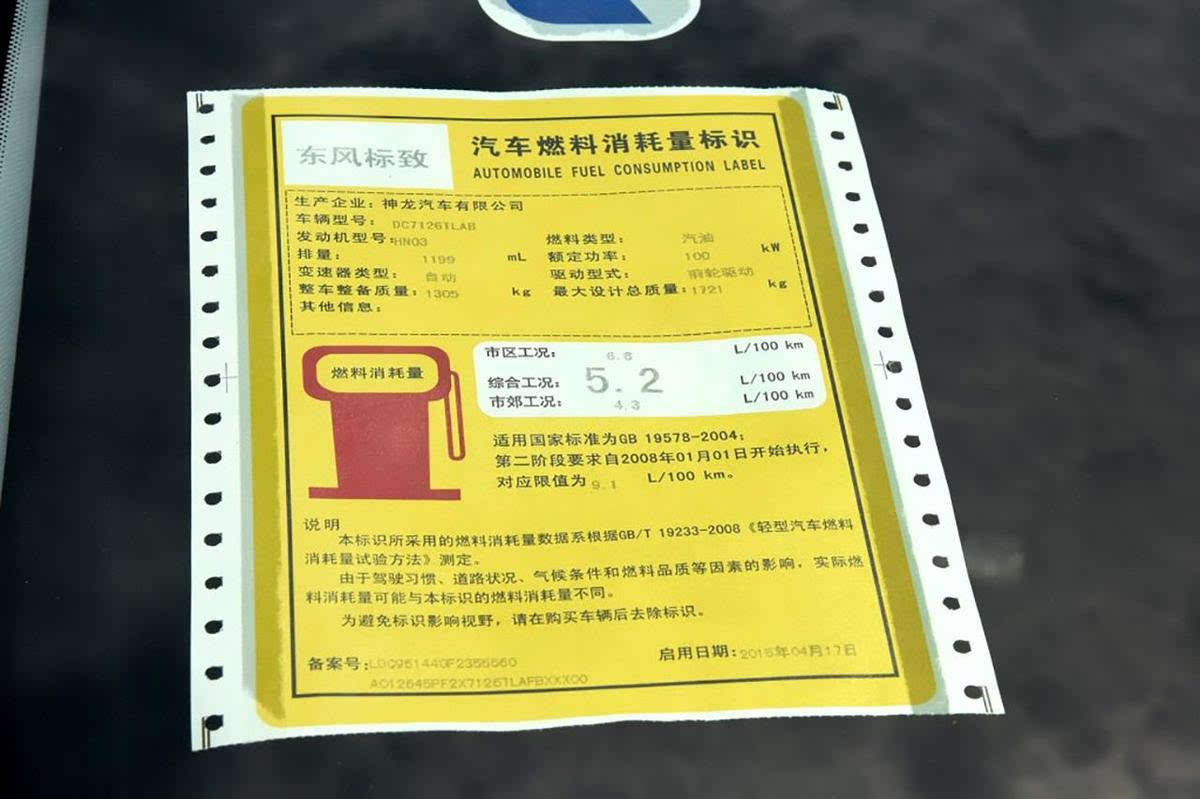 东风标致
汽车燃料消耗量标识
AUTOMOBILE FUEL CONSUMPTION LABEL
生产企业：神龙汽车有限公司
车辆型号： DC7126TLAB
发动机型号：HN03 燃料类型： 汽油
排量： 1199 mL 额定功率： 100 kW
变速器类型： 自动 驱动型式： 前轮驱动
整车整备质量：1305 kg 最大设计总质量：1721 kg
其他信息：
燃料消耗量
市区工况： 6.8 L/100 km
综合工况： 5.2 L/100 km
市郊工况： 4.3 L/100 km
适用国家标准为GB 19578-2004；
第二阶段要求自2008年01月01日开始执行，
对应限值为 9.1 L/100 km。
说明
本标识所采用的燃料消耗量数据系根据GB/T 19233-2008《轻型汽车燃料
消耗量试验方法》测定。
由于驾驶习惯、道路状况、气候条件和燃料品质等因素的影响，实际燃
料消耗量可能与本标识的燃料消耗量不同。
为避免标识影响视野，请在购买车辆后去除标识。
备案号： 启用日期：2015年04月17日